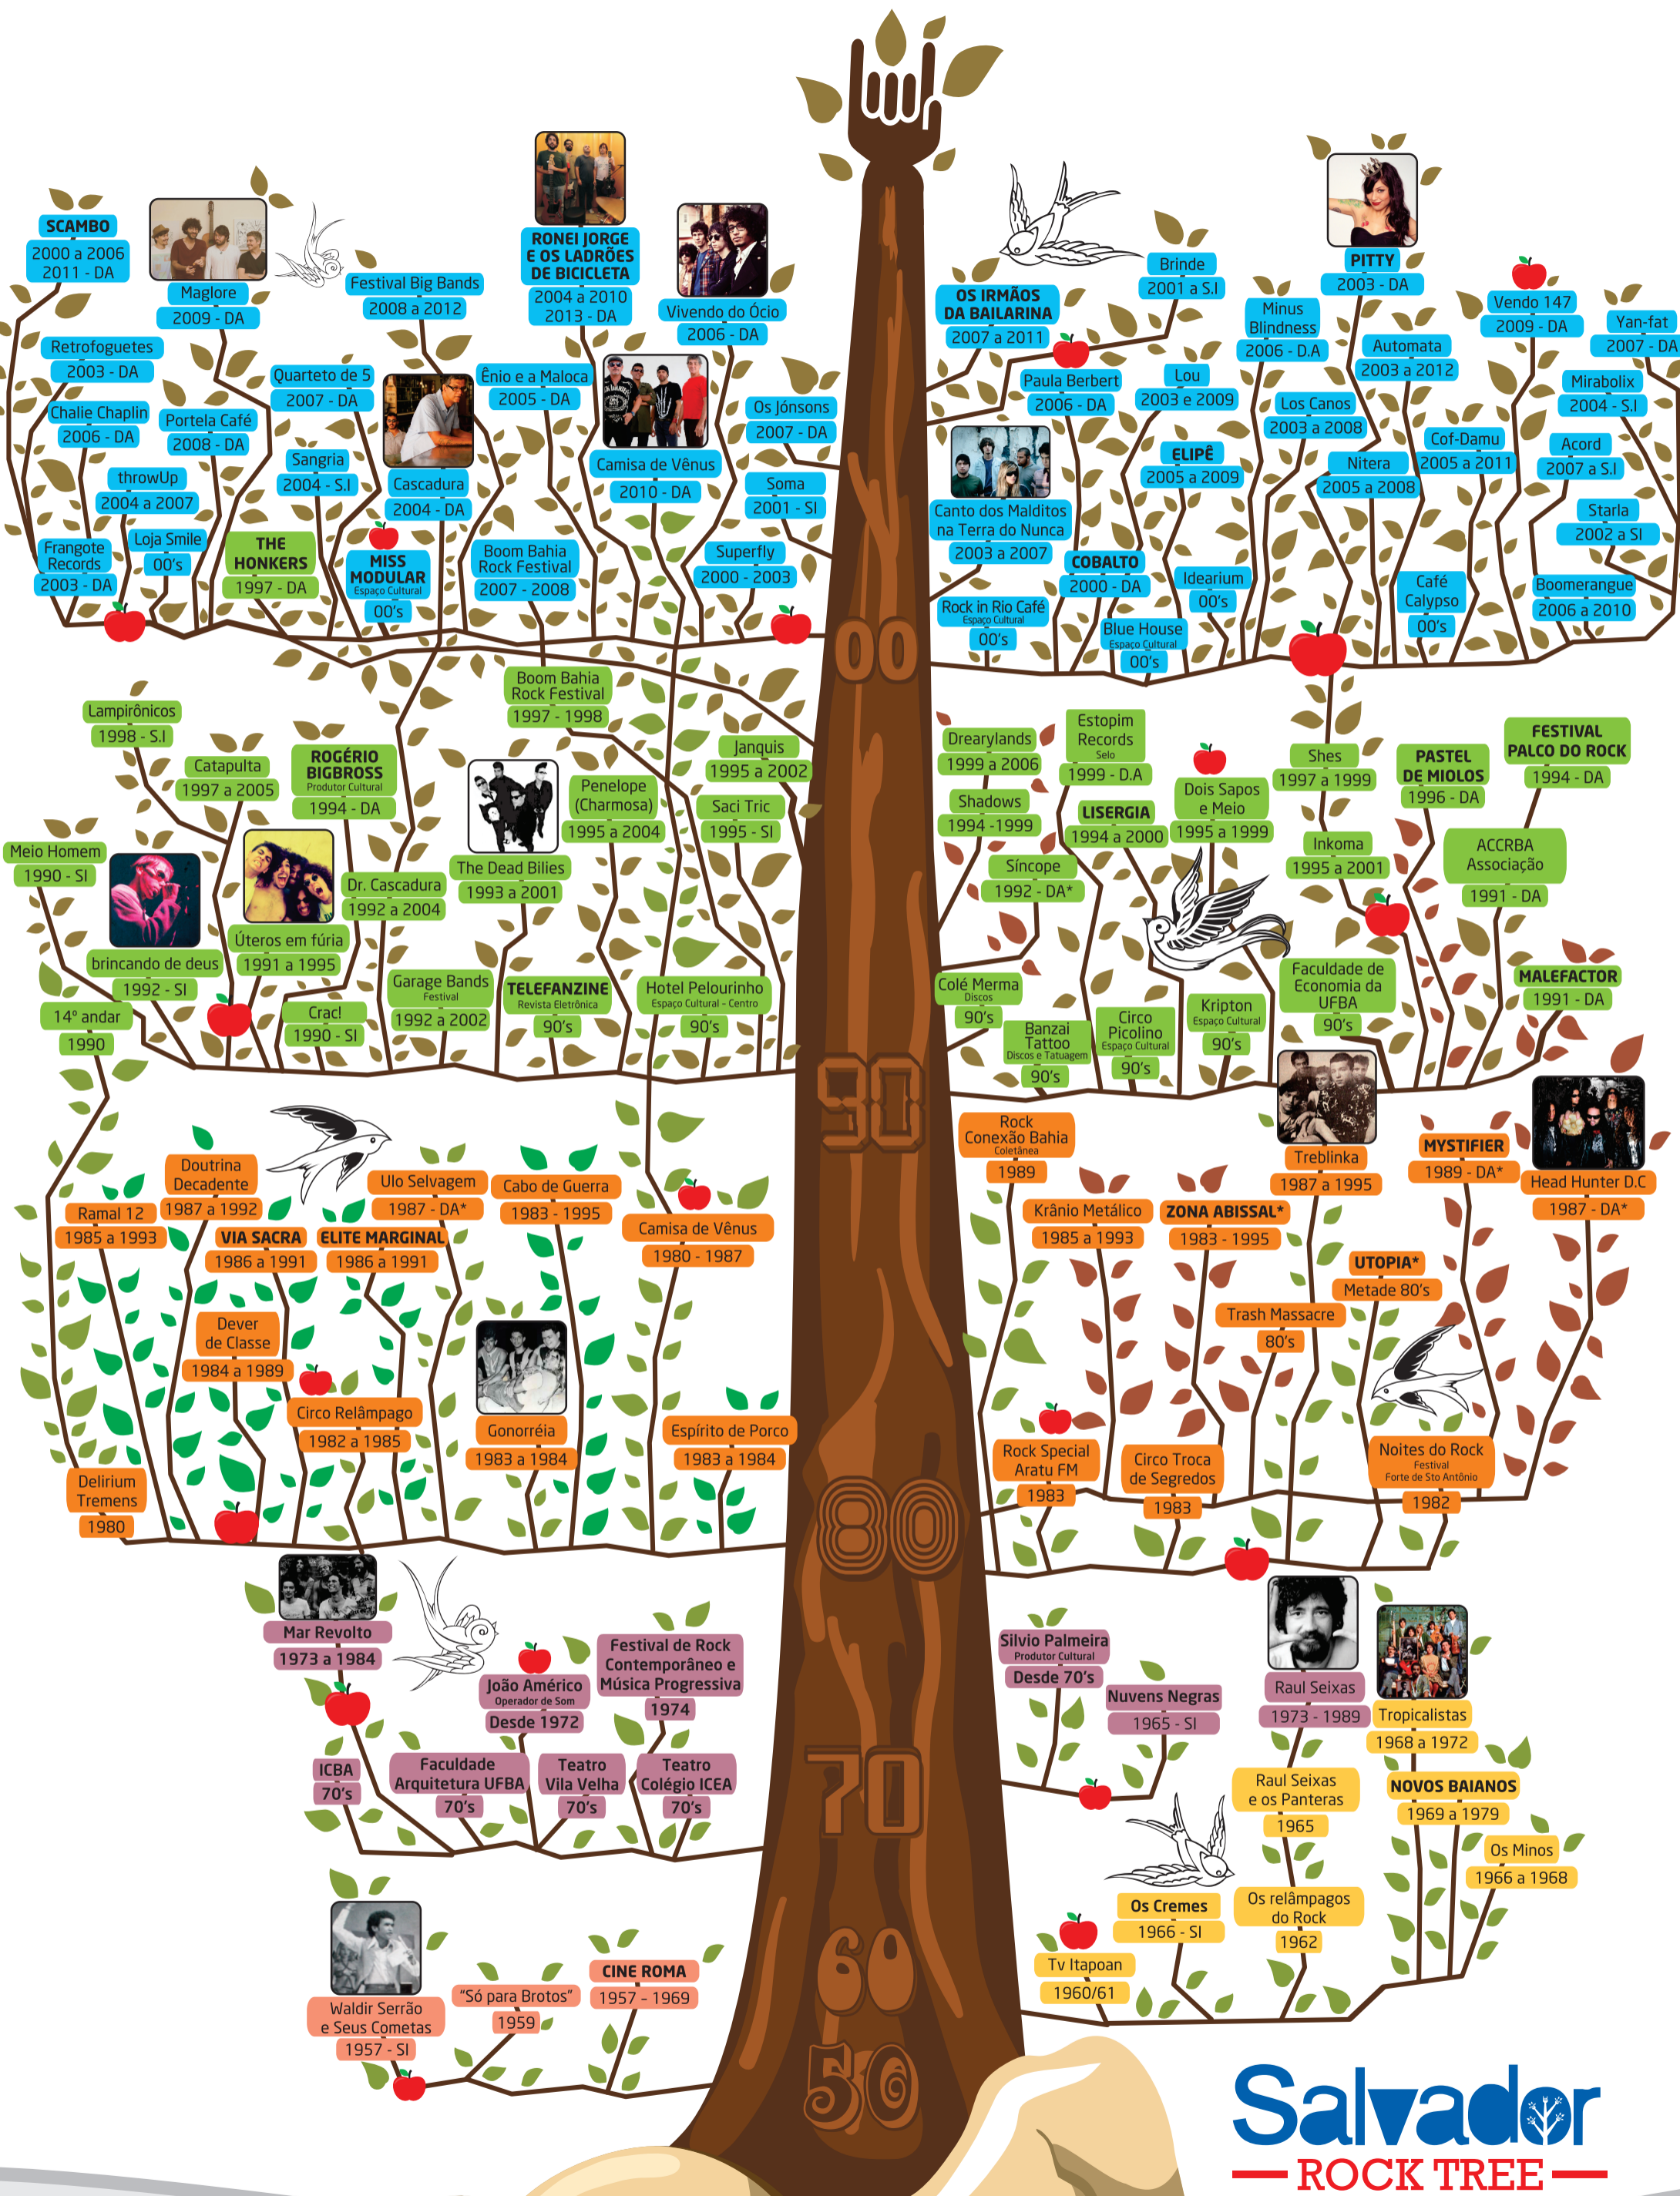 SCAMBO
2000 a 2006
2011 - DA
Maglore
2009 - DA
Festival Big Bands
2008 a 2012
RONEI JORGE
E OS LADRÕES
DE BICICLETA
2004 a 2010
2013 - DA
Vivendo do Ócio
2006 - DA
Retrofoguetes
2003 - DA
Quarteto de 5
2007 - DA
Ênio e a Maloca
2005 - DA
Chalie Chaplin
2006 - DA
Portela Café
2008 - DA
Os Jónsons
2007 - DA
Sangria
2004 - S.I
Cascadura
2004 - DA
Camisa de Vênus
2010 - DA
Soma
2001 - SI
throwUp
2004 a 2007
Frangote
Records
2003 - DA
Loja Smile
00's
THE
HONKERS
1997 - DA
MISS
MODULAR
Espaço Cultural
00's
Boom Bahia
Rock Festival
2007 - 2008
Superfly
2000 - 2003
OS IRMÃOS
DA BAILARINA
2007 a 2011
Brinde
2001 a S.I
Minus
Blindness
2006 - D.A
PITTY
2003 - DA
Vendo 147
2009 - DA
Yan-fat
2007 - DA
Paula Berbert
2006 - DA
Lou
2003 e 2009
Automata
2003 a 2012
Mirabolix
2004 - S.I
Los Canos
2003 a 2008
Canto dos Malditos
na Terra do Nunca
2003 a 2007
ELIPÊ
2005 a 2009
Nitera
2005 a 2008
Cof-Damu
2005 a 2011
Acord
2007 a S.I
Starla
2002 a SI
COBALTO
2000 - DA
Idearium
00's
Café
Calypso
00's
Boomerangue
2006 a 2010
Rock in Rio Café
Espaço Cultural
00's
Blue House
Espaço Cultural
00's
00
Lampirônicos
1998 - S.I
Catapulta
1997 a 2005
ROGÉRIO
BIGBROSS
Produtor Cultural
1994 - DA
Boom Bahia
Rock Festival
1997 - 1998
Janquis
1995 a 2002
Penelope
(Charmosa)
1995 a 2004
Saci Tric
1995 - SI
Meio Homem
1990 - SI
Dr. Cascadura
1992 a 2004
The Dead Bilies
1993 a 2001
brincando de deus
1992 - SI
Úteros em fúria
1991 a 1995
14º andar
1990
Crac!
1990 - SI
Garage Bands
Festival
1992 a 2002
TELEFANZINE
Revista Eletrônica
90's
Hotel Pelourinho
Espaço Cultural - Centro
90's
Drearylands
1999 a 2006
Estopim
Records
Selo
1999 - D.A
Shes
1997 a 1999
PASTEL
DE MIOLOS
1996 - DA
FESTIVAL
PALCO DO ROCK
1994 - DA
Shadows
1994 -1999
LISERGIA
1994 a 2000
Dois Sapos
e Meio
1995 a 1999
Inkoma
1995 a 2001
ACCRBA
Associação
1991 - DA
Síncope
1992 - DA*
Colé Merma
Discos
90's
Banzai
Tattoo
Discos e Tatuagem
90's
Circo
Picolino
Espaço Cultural
90's
Kripton
Espaço Cultural
90's
Faculdade de
Economia da
UFBA
90's
MALEFACTOR
1991 - DA
90
Ramal 12
1985 a 1993
Doutrina
Decadente
1987 a 1992
VIA SACRA
1986 a 1991
ELITE MARGINAL
1986 a 1991
Ulo Selvagem
1987 - DA*
Cabo de Guerra
1983 - 1995
Camisa de Vênus
1980 - 1987
Dever
de Classe
1984 a 1989
Circo Relâmpago
1982 a 1985
Gonorréia
1983 a 1984
Espírito de Porco
1983 a 1984
Delirium
Tremens
1980
Rock
Conexão Bahia
Coletânea
1989
Krânio Metálico
1985 a 1993
ZONA ABISSAL*
1983 - 1995
Treblinka
1987 a 1995
MYSTIFIER
1989 - DA*
Head Hunter D.C
1987 - DA*
UTOPIA*
Metade 80's
Trash Massacre
80's
Rock Special
Aratu FM
1983
Circo Troca
de Segredos
1983
Noites do Rock
Festival
Forte de Sto Antônio
1982
80
Mar Revolto
1973 a 1984
João Américo
Operador de Som
Desde 1972
Festival de Rock
Contemporâneo e
Música Progressiva
1974
ICBA
70's
Faculdade
Arquitetura UFBA
70's
Teatro
Vila Velha
70's
Teatro
Colégio ICEA
70's
Silvio Palmeira
Produtor Cultural
Desde 70's
Nuvens Negras
1965 - SI
Raul Seixas
1973 - 1989
Tropicalistas
1968 a 1972
70
Raul Seixas
e os Panteras
1965
NOVOS BAIANOS
1969 a 1979
Os Minos
1966 a 1968
Os Cremes
1966 - SI
Os relâmpagos
do Rock
1962
Tv Itapoan
1960/61
60
Waldir Serrão
e Seus Cometas
1957 - SI
"Só para Brotos"
1959
CINE ROMA
1957 - 1969
50
Salvador
ROCK TREE